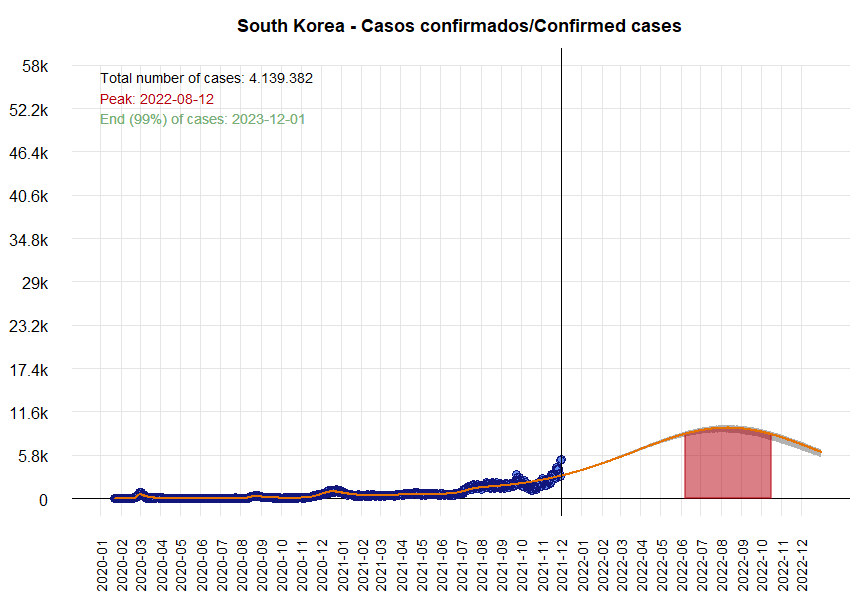 South Korea - Casos confirmados/Confirmed cases
58k
Total number of cases: 4.139.382
Peak: 2022-08-12
52.2k
End (99%) of cases: 2023-12-01
46.4k
40.6k
34.8k
29k
23.2k
17.4k
11.6k
5.8k
0
2020-01
2020-02
2020-03
2020-04
2020-05
2020-06
2020-07
2020-08
2020-09
2020-10
2020-11
2020-12
2021-01
2021-02
2021-03
2021-04
2021-05
2021-06
2021-07
2021-08
2021-09
2021-10
2021-11
2021-12
2022-01
2022-02
2022-03
2022-04
2022-05
2022-06
2022-07
2022-08
2022-09
2022-10
2022-11
2022-12